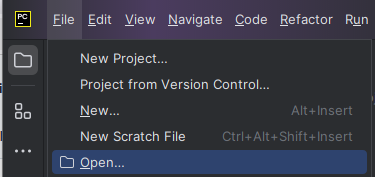 PC File Edit View Navigate Code Refactor Run
New Project...
Project from Version Control...
New... Alt+Insert
New Scratch File Ctrl+Alt+Shift+Insert
Open...